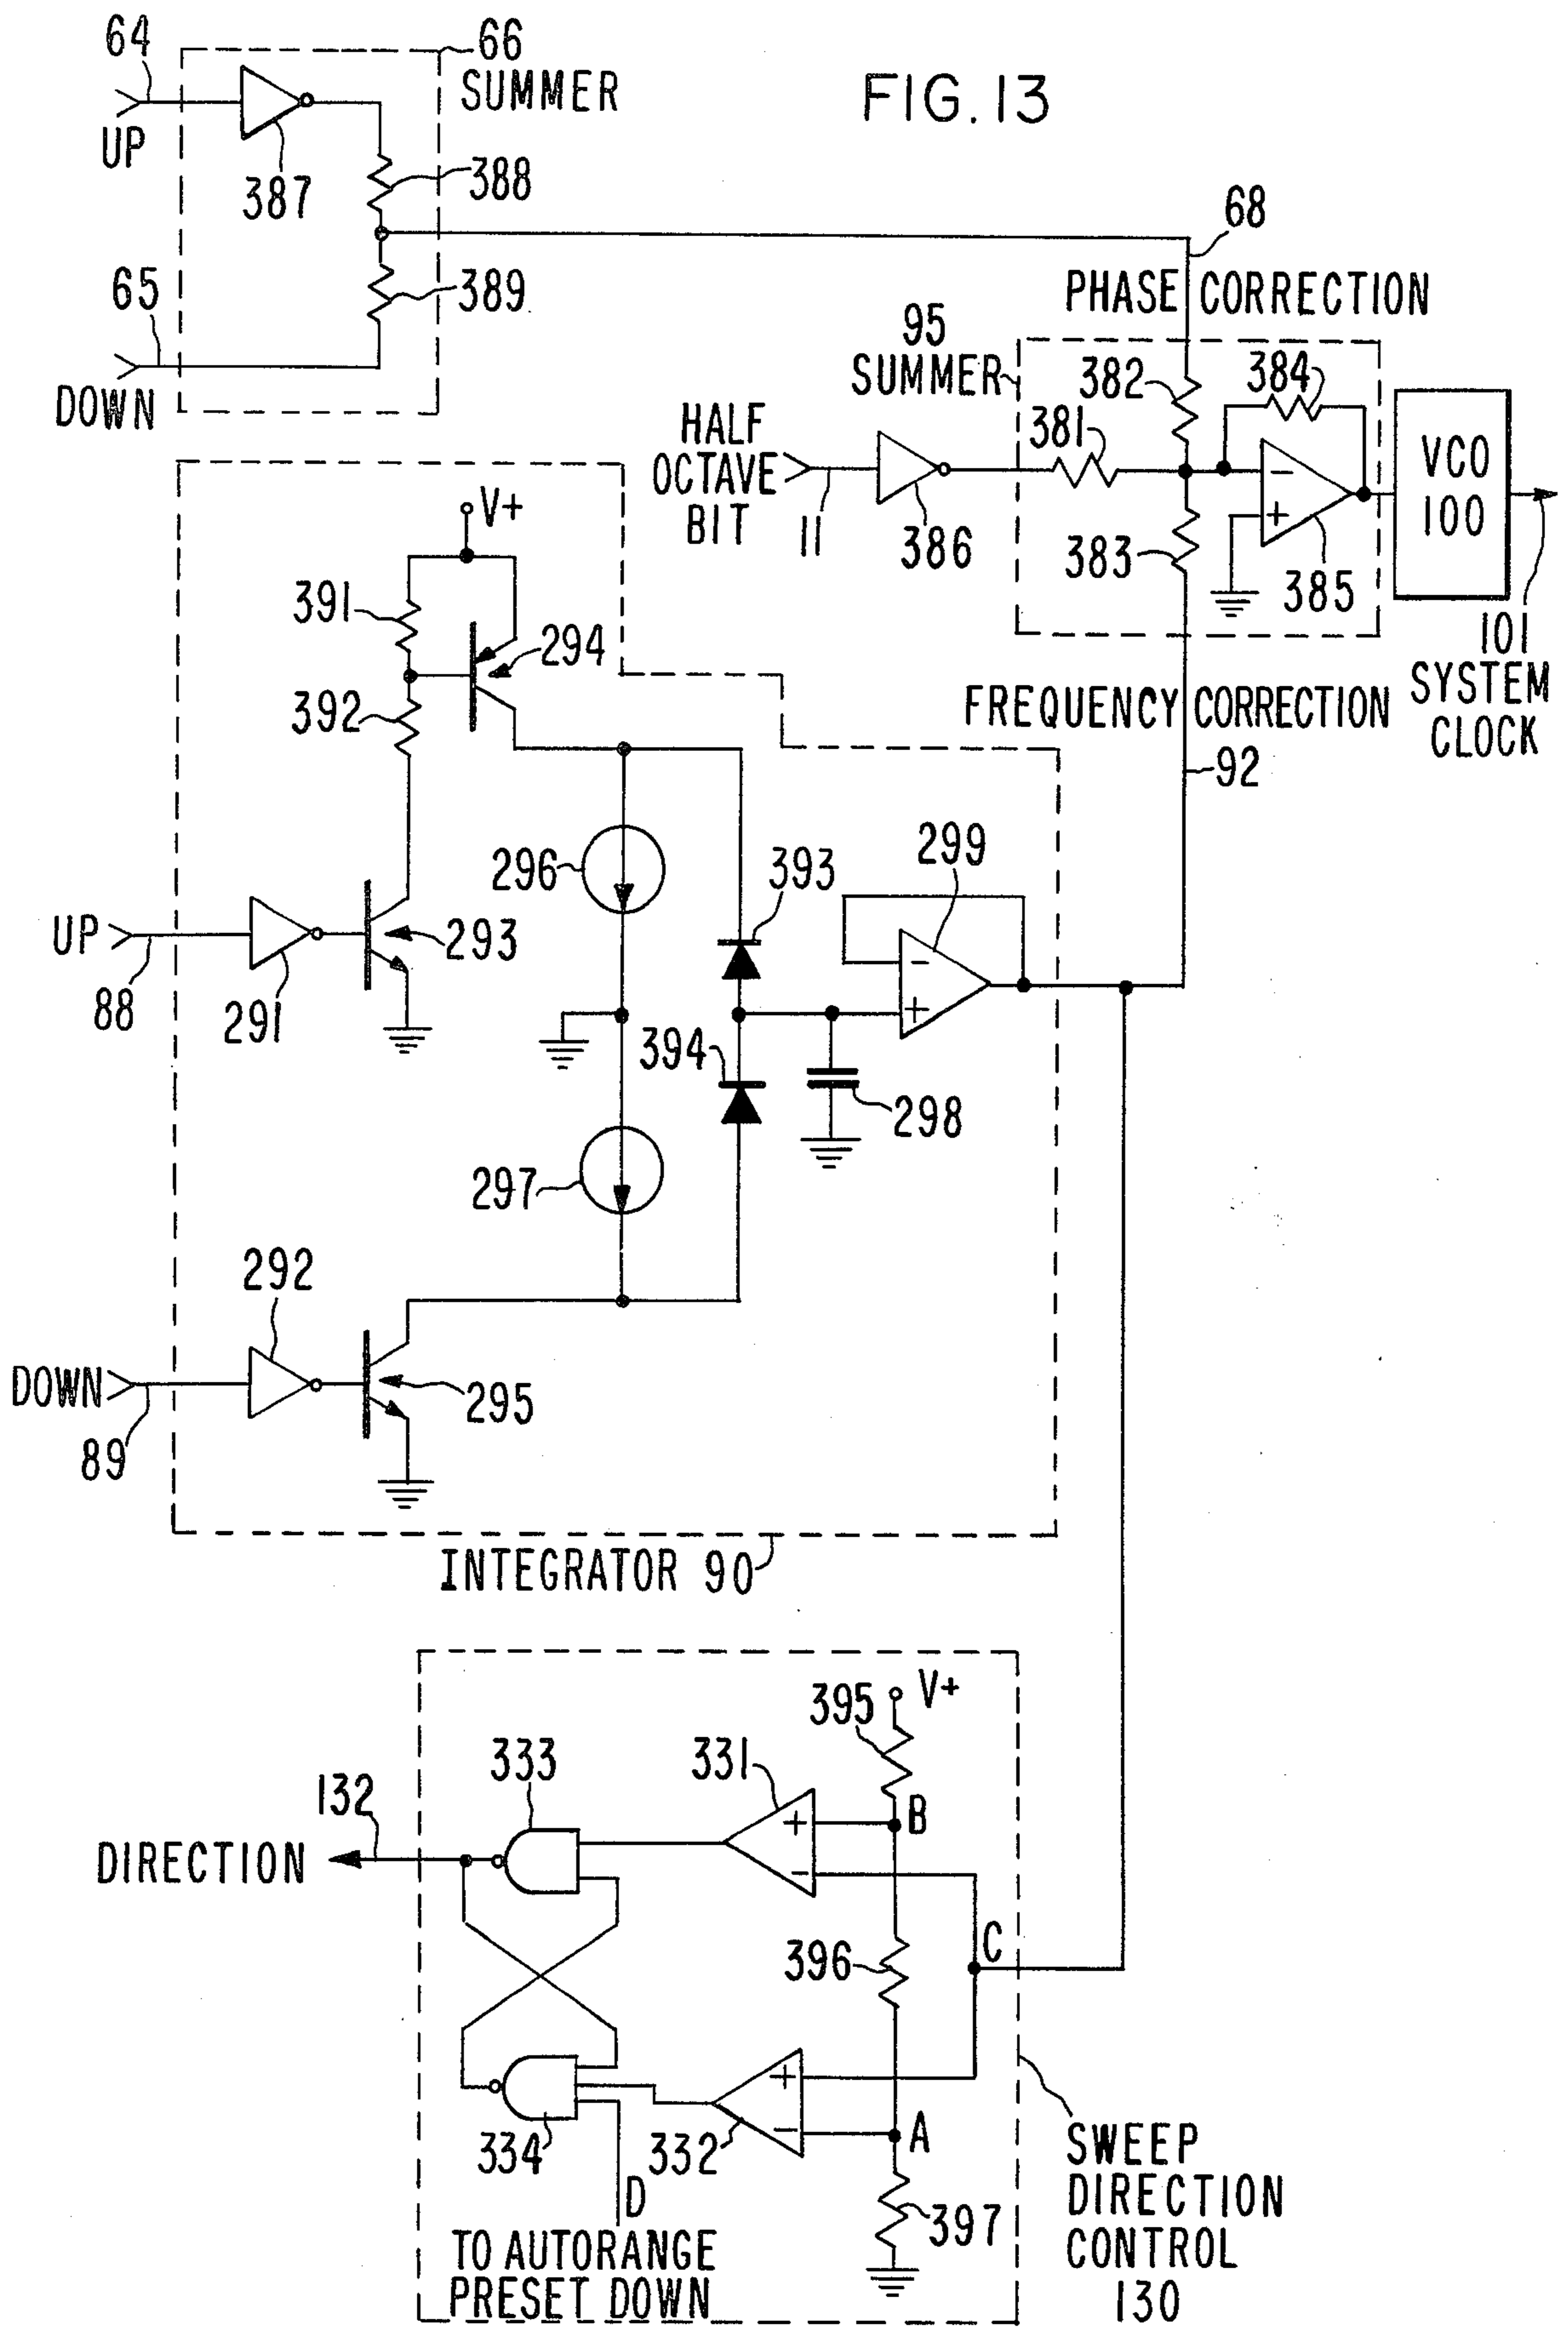 FIG. 13
64
66
SUMMER
UP
387
388
68
65
389
DOWN
PHASE CORRECTION
95
SUMMER
382
384
HALF
OCTAVE
BIT
381
11
386
383
385
VCO
100
101
SYSTEM
CLOCK
V+
391
294
392
FREQUENCY CORRECTION
92
296
393
299
UP
88
291
293
394
298
297
292
DOWN
89
295
INTEGRATOR 90
395
V+
333
331
132
B
+
-
DIRECTION
396
C
334
332
+
-
A
D
397
TO AUTORANGE
PRESET DOWN
SWEEP
DIRECTION
CONTROL
130